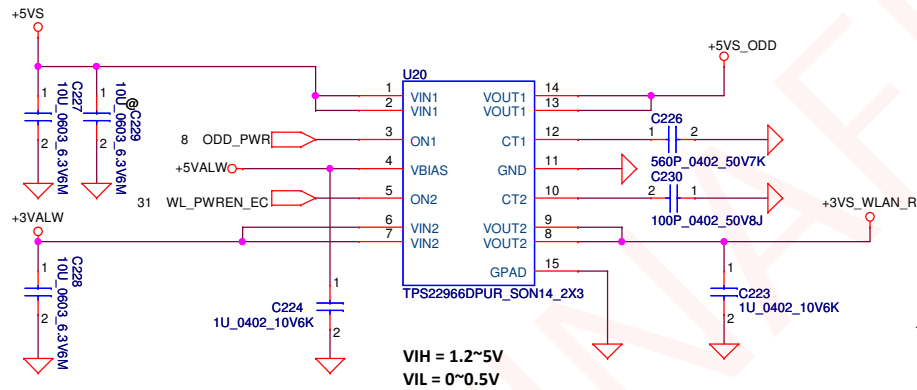 +5VS
1
2
C227
10U_0603_6.3V6M
1
2
@C229
10U_0603_6.3V6M
8 ODD_PWR
+5VALW
31 WL_PWREN_EC
+3VALW
1
2
C228
10U_0603_6.3V6M
U20
1 VIN1
2 VIN1
3 ON1
4 VBIAS
5 ON2
6 VIN2
7 VIN2
VOUT1 14
VOUT1 13
CT1 12
GND 11
CT2 10
VOUT2 9
VOUT2 8
GPAD 15
TPS22966DPUR_SON14_2X3
+5VS_ODD
C226
1 2
560P_0402_50V7K
C230
2 1
100P_0402_50V8J
+3VS_WLAN_R
1
C224
1U_0402_10V6K
2
1
C223
1U_0402_10V6K
2
VIH = 1.2~5V
VIL = 0~0.5V